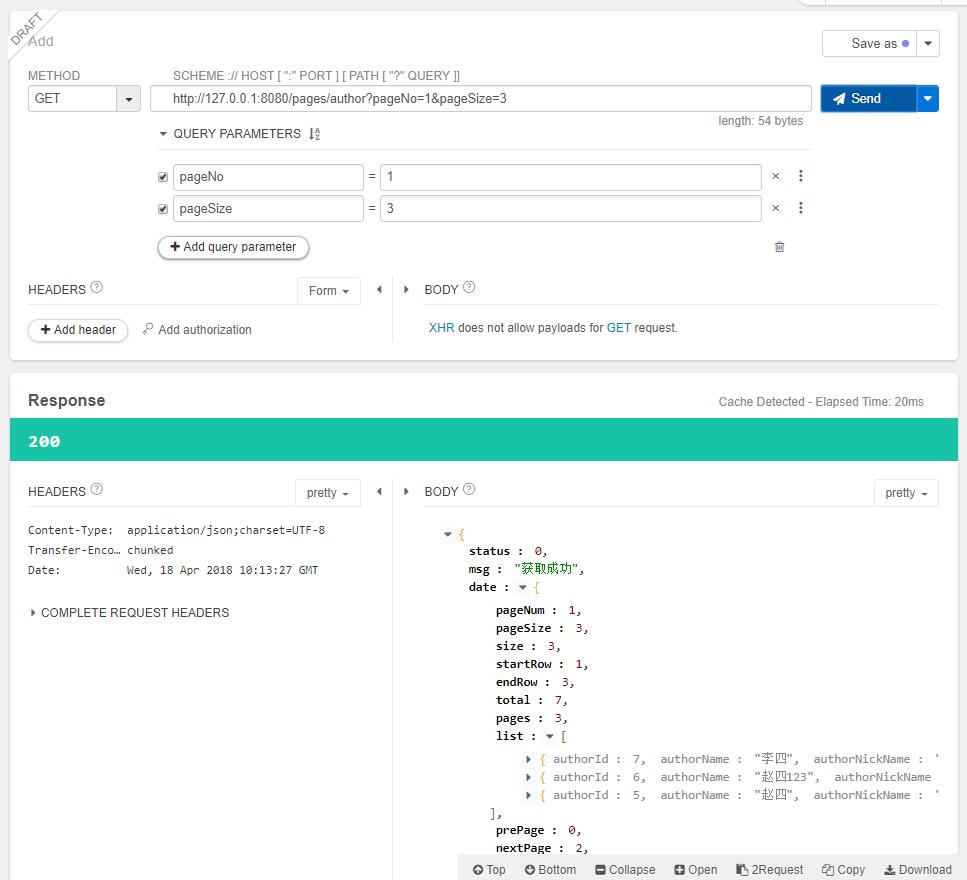 DRAFT
Add
Save as
METHOD
SCHEME :// HOST [ ":" PORT ] [ PATH [ "?" QUERY ]]
GET
http://127.0.0.1:8080/pages/author?pageNo=1&pageSize=3
Send
length: 54 bytes
QUERY PARAMETERS
pageNo = 1 ×
pageSize = 3 ×
+ Add query parameter
HEADERS ?
Form
BODY ?
+ Add header
Add authorization
XHR does not allow payloads for GET request.
Response
Cache Detected - Elapsed Time: 20ms
200
HEADERS ?
pretty
BODY ?
pretty
Content-Type: application/json;charset=UTF-8
Transfer-Enco… chunked
Date: Wed, 18 Apr 2018 10:13:27 GMT
COMPLETE REQUEST HEADERS
{
status : 0,
msg : "获取成功",
date : {
pageNum : 1,
pageSize : 3,
size : 3,
startRow : 1,
endRow : 3,
total : 7,
pages : 3,
list : [
{ authorId : 7, authorName : "李四", authorNickName : "
{ authorId : 6, authorName : "赵四123", authorNickName
{ authorId : 5, authorName : "赵四", authorNickName : "
],
prePage : 0,
nextPage : 2,
Top
Bottom
Collapse
Open
2Request
Copy
Download